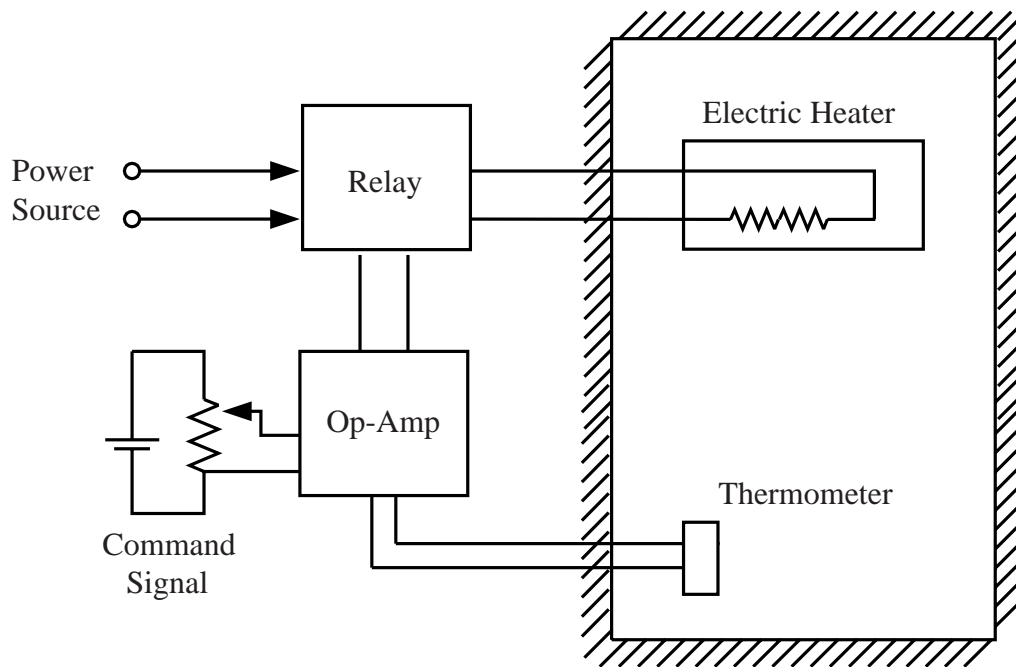 Electric Heater
Power
Source
Relay
Op-Amp
Thermometer
Command
Signal